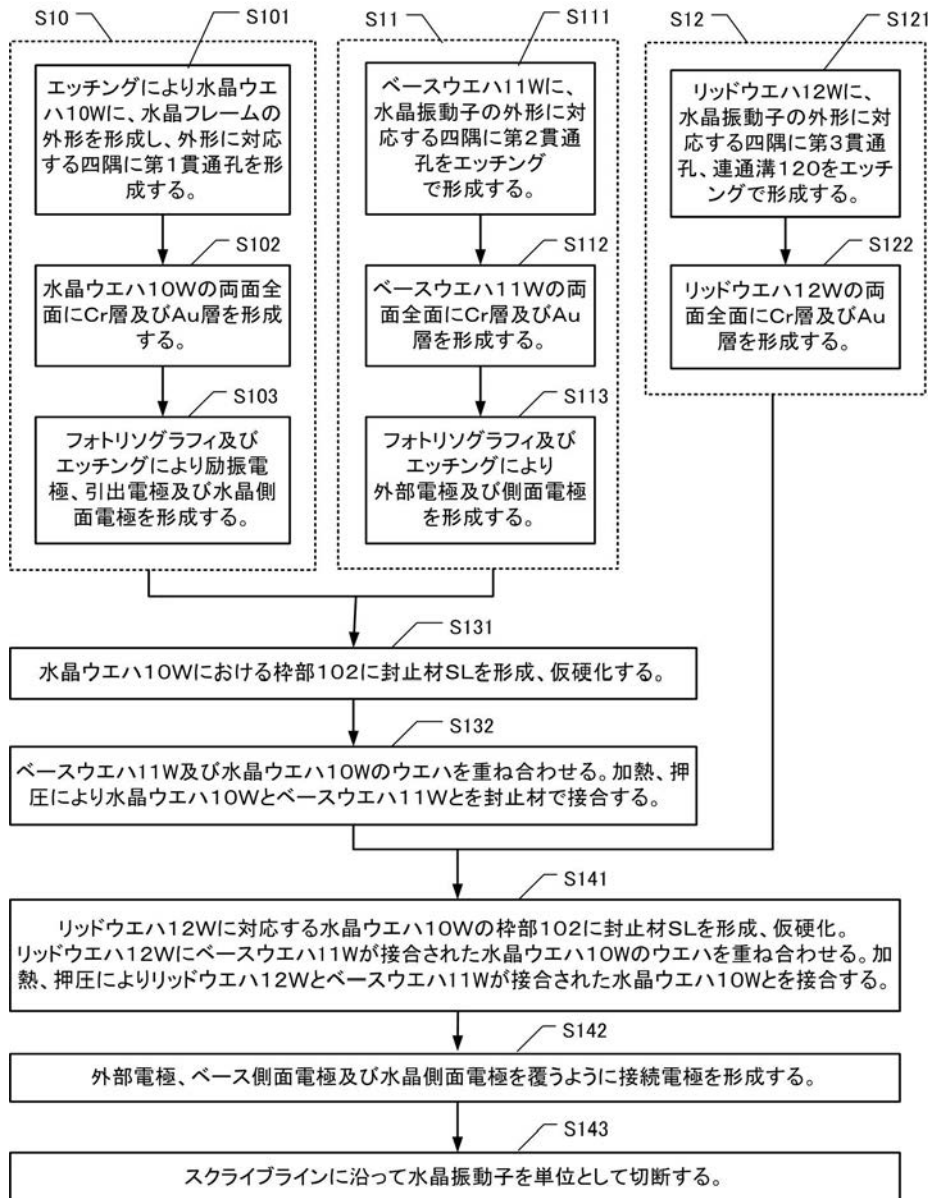 S10
S101
エッチングにより水晶ウエ
ハ10Wに、水晶フレームの
外形を形成し、外形に対応
する四隅に第1貫通孔を形
成する。
S102
水晶ウエハ10Wの両面全
面にCr層及びAu層を形成
する。
S103
フォトリソグラフィ及び
エッチングにより励振電
極、引出電極及び水晶側
面電極を形成する。
S11
S111
ベースウエハ11Wに、
水晶振動子の外形に対
応する四隅に第2貫通
孔をエッチング
で形成する。
S112
ベースウエハ11Wの両
面全面にCr層及びAu
層を形成する。
S113
フォトリソグラフィ及び
エッチングにより
外部電極及び側面電極
を形成する。
S12
S121
リッドウエハ12Wに、
水晶振動子の外形に対
応する四隅に第3貫通
孔、連通溝120をエッチ
ングで形成する。
S122
リッドウエハ12Wの両
面全面にCr層及びAu
層を形成する。
S131
水晶ウエハ10Wにおける枠部102に封止材SLを形成、仮硬化する。
S132
ベースウエハ11W及び水晶ウエハ10Wのウエハを重ね合わせる。加熱、押
圧により水晶ウエハ10Wとベースウエハ11Wとを封止材で接合する。
S141
リッドウエハ12Wに対応する水晶ウエハ10Wの枠部102に封止材SLを形成、仮硬化。
リッドウエハ12Wにベースウエハ11Wが接合された水晶ウエハ10Wのウエハを重ね合わせる。加
熱、押圧によりリッドウエハ12Wとベースウエハ11Wが接合された水晶ウエハ10Wとを接合する。
S142
外部電極、ベース側面電極及び水晶側面電極を覆うように接続電極を形成する。
S143
スクライブラインに沿って水晶振動子を単位として切断する。